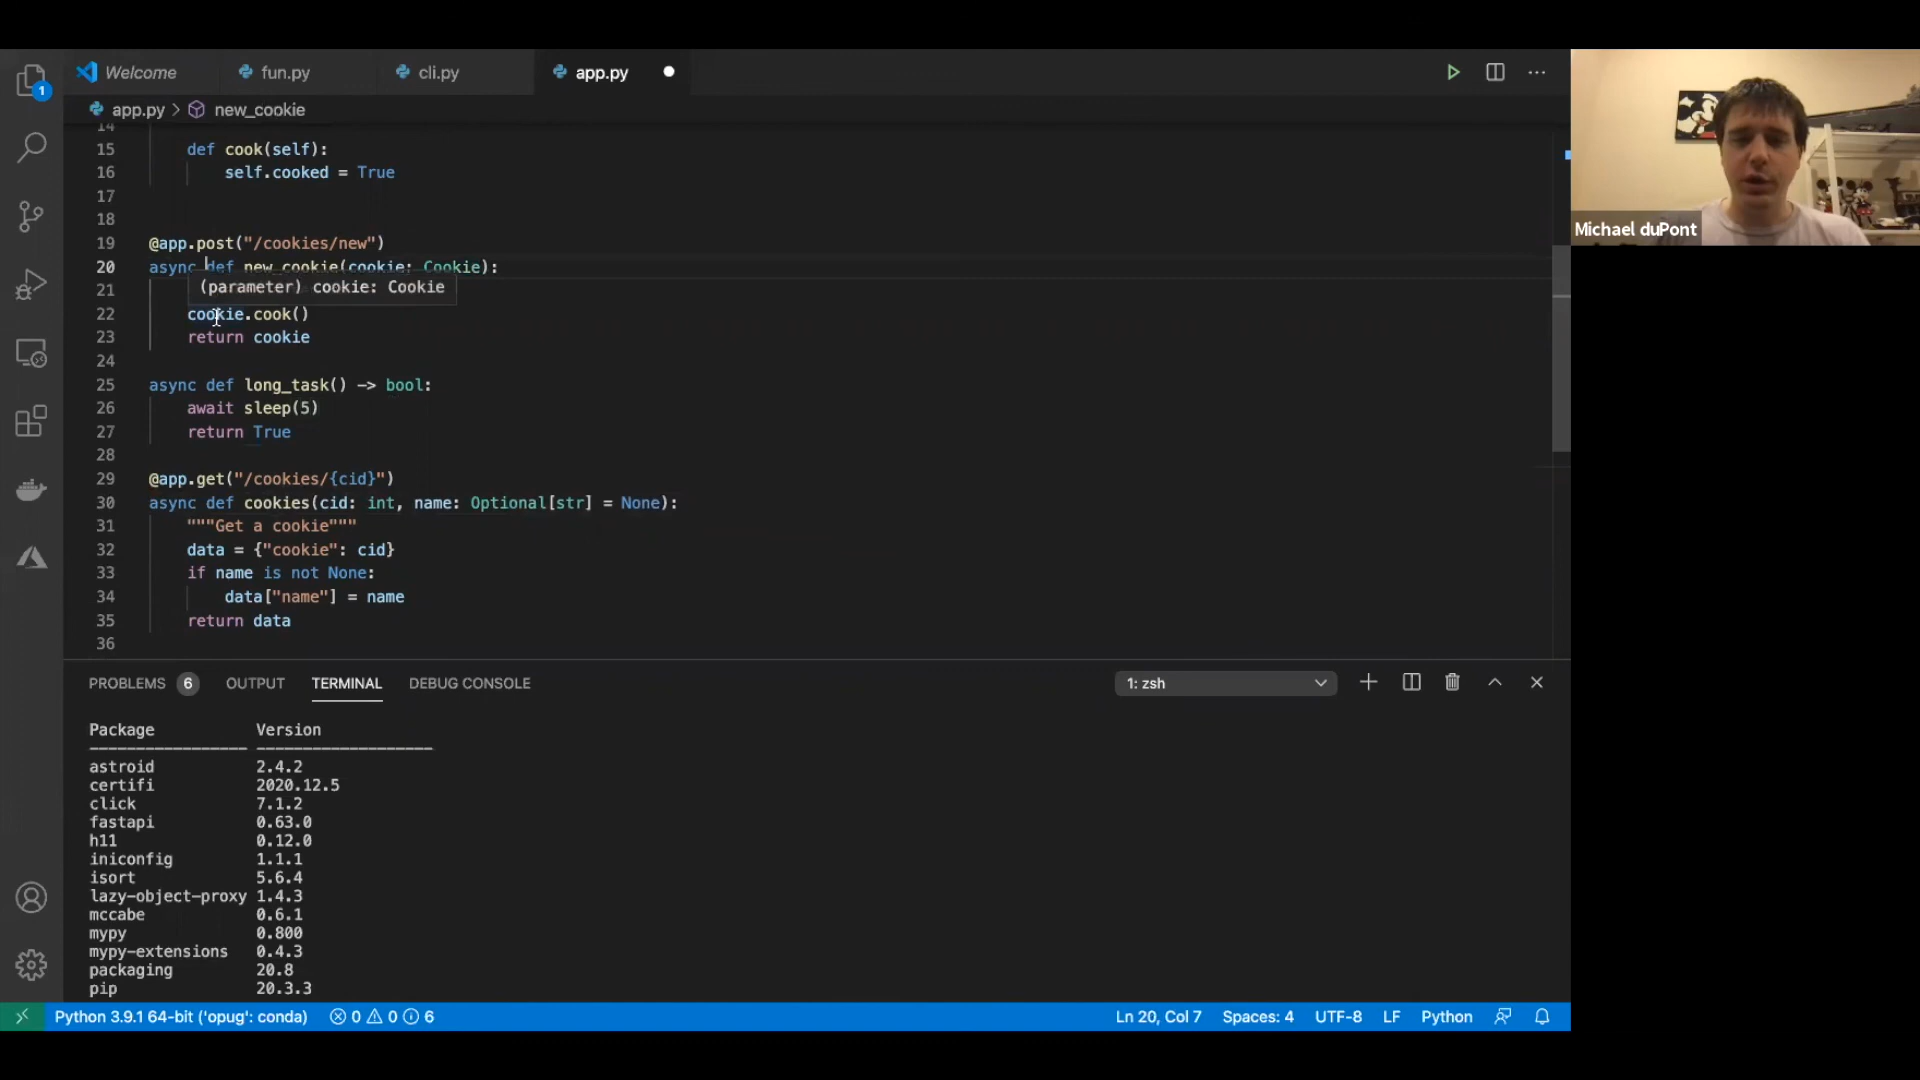 Welcome fun.py cli.py app.py
1
app.py > new_cookie
14
15 def cook(self):
16 self.cooked = True
17
18
19 @app.post("/cookies/new")
20 async def new_cookie(cookie: Cookie):
21 (parameter) cookie: Cookie
22 cookie.cook()
23 return cookie
24
25 async def long_task() -> bool:
26 await sleep(5)
27 return True
28
29 @app.get("/cookies/{cid}")
30 async def cookies(cid: int, name: Optional[str] = None):
31 """Get a cookie"""
32 data = {"cookie": cid}
33 if name is not None:
34 data["name"] = name
35 return data
36
Michael duPont
PROBLEMS 6 OUTPUT TERMINAL DEBUG CONSOLE 1: zsh
Package Version
----------------- -------------------
astroid 2.4.2
certifi 2020.12.5
click 7.1.2
fastapi 0.63.0
h11 0.12.0
iniconfig 1.1.1
isort 5.6.4
lazy-object-proxy 1.4.3
mccabe 0.6.1
mypy 0.800
mypy-extensions 0.4.3
packaging 20.8
pip 20.3.3
Python 3.9.1 64-bit ('opug': conda) 0 0 6 Ln 20, Col 7 Spaces: 4 UTF-8 LF Python